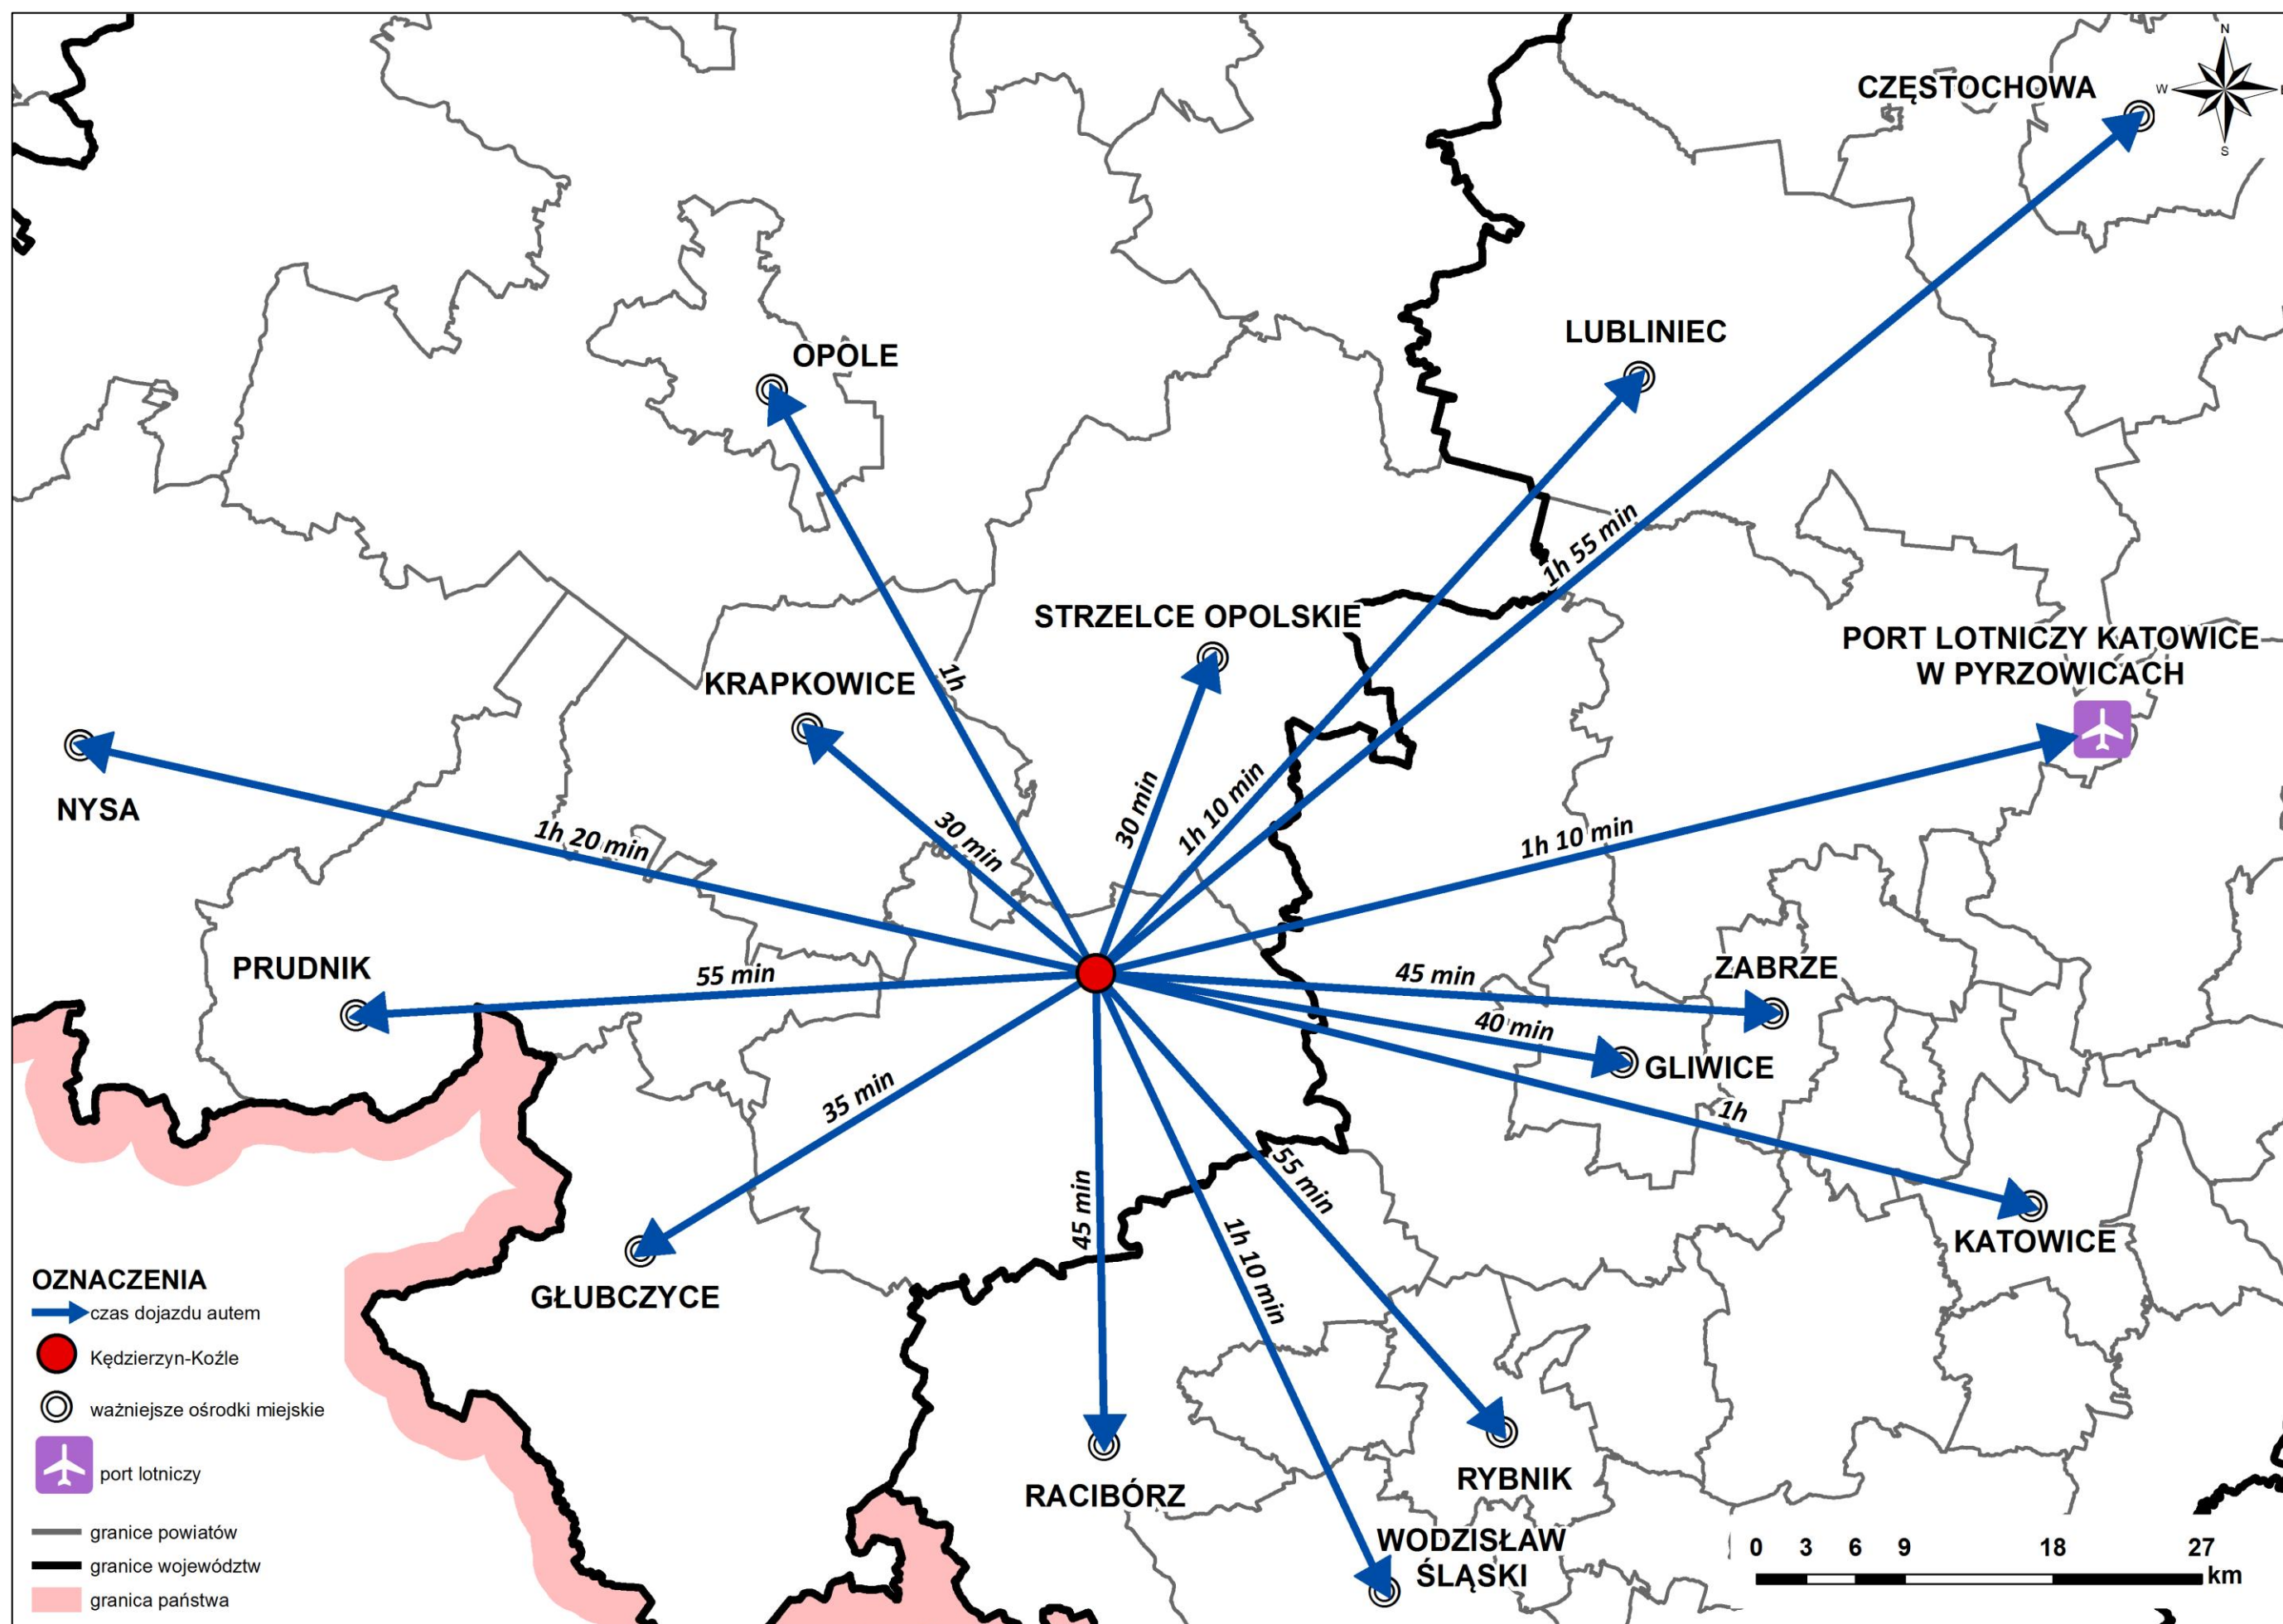 N
W
S
CZĘSTOCHOWA
LUBLINIEC
OPOLE
1h 55 min
STRZELCE OPOLSKIE
PORT LOTNICZY KATOWICE
W PYRZOWICACH
KRAPKOWICE
1h
NYSA
1h 20 min
30 min
30 min
1h 10 min
1h 10 min
PRUDNIK
55 min
45 min
ZABRZE
40 min
GLIWICE
35 min
1h
55 min
45 min
1h 10 min
KATOWICE
GŁUBCZYCE
RACIBÓRZ
RYBNIK
WODZISŁAW
ŚLĄSKI
OZNACZENIA
czas dojazdu autem
Kędzierzyn-Koźle
ważniejsze ośrodki miejskie
port lotniczy
granice powiatów
granice województw
granica państwa
0 3 6 9 18 27
km